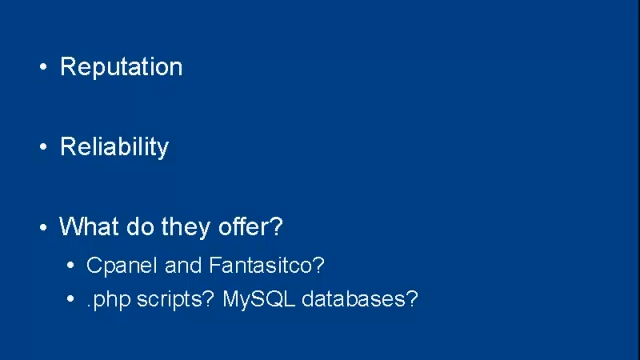 • Reputation
• Reliability
• What do they offer?
• Cpanel and Fantasitco?
• .php scripts? MySQL databases?